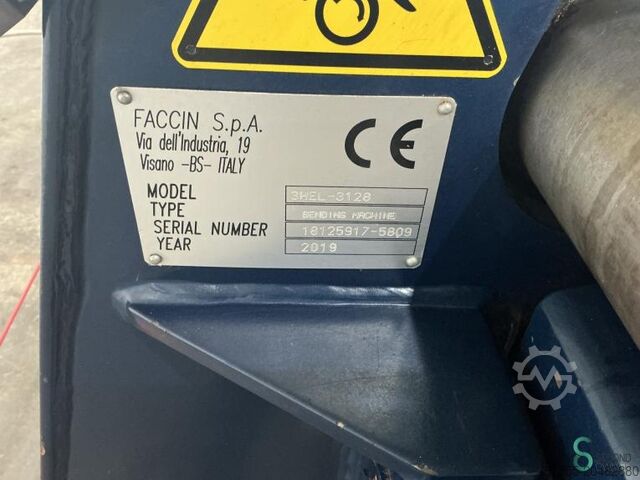 FACCIN S.p.A.
Via dell'Industria, 19
Visano -BS- ITALY
CE
MODEL 3HEL-3128
TYPE BENDING MACHINE
SERIAL NUMBER 18125917-5809
YEAR 2019